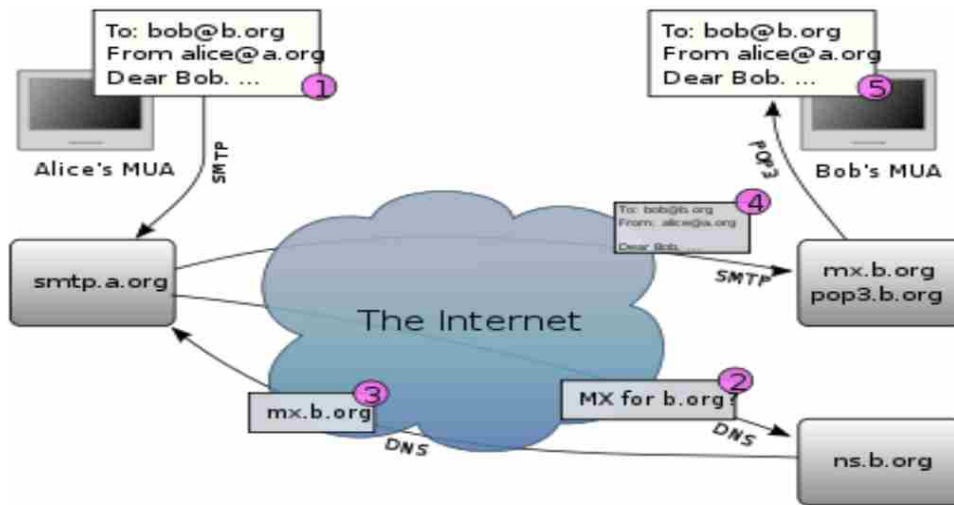 To: bob@b.org
From alice@a.org
Dear Bob. ...
1
Alice's MUA
SMTP
To: bob@b.org
From alice@a.org
Dear Bob. ...
5
Bob's MUA
POP3
To: bob@b.org
From: alice@a.org
Dear Bob. ...
4
SMTP
smtp.a.org
mx.b.org
pop3.b.org
The Internet
MX for b.org?
2
DNS
mx.b.org
3
DNS
ns.b.org